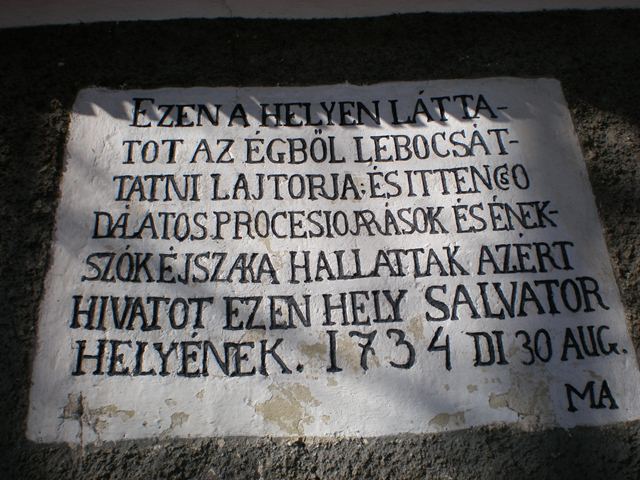 EZEN A HELYEN LÁTTA-
TOT AZ ÉGBŐL LEBOCSÁT-
TATNI LAJTORJA; ÉS ITTEN CSO
DÁLATOS PROCESIOJÁRÁSOK ÉS ÉNEK-
SZÓK ÉJSZAKA HALLATTAK AZÉRT
HIVATOT EZEN HELY SALVATOR
HELYÉNEK. 1734 DI 30 AUG.
MA